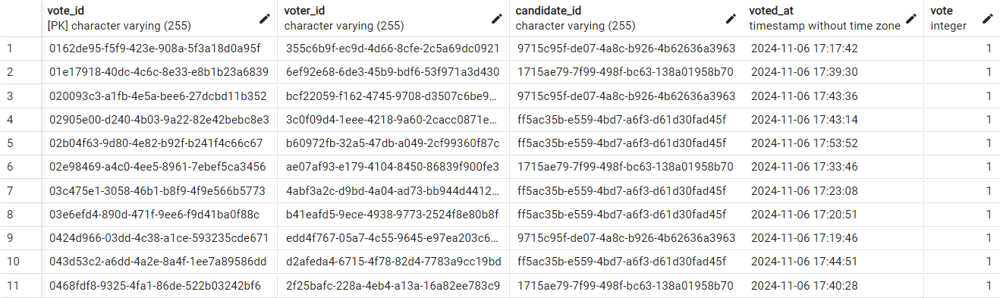 vote_id voter_id candidate_id voted_at vote
[PK] character varying (255) character varying (255) character varying (255) timestamp without time zone integer
1 0162de95-f5f9-423e-908a-5f3a18d0a95f 355c6b9f-ec9d-4d66-8cfe-2c5a69dc0921 9715c95f-de07-4a8c-b926-4b62636a3963 2024-11-06 17:17:42 1
2 01e17918-40dc-4c6c-8e33-e8b1b23a6839 6ef92e68-6de3-45b9-bdf6-53f971a3d430 1715ae79-7f99-498f-bc63-138a01958b70 2024-11-06 17:39:30 1
3 020093c3-a1fb-4e5a-bee6-27dcbd11b352 bcf22059-f162-4745-9708-d3507c6be9... 9715c95f-de07-4a8c-b926-4b62636a3963 2024-11-06 17:43:36 1
4 02905e00-d240-4b03-9a22-82e42bebc8e3 3c0f09d4-1eee-4218-9a60-2cacc0871e... ff5ac35b-e559-4bd7-a6f3-d61d30fad45f 2024-11-06 17:43:14 1
5 02b04f63-9d80-4e82-b92f-b241f4c66c67 b60972fb-32a5-47db-a049-2cf99360f87c ff5ac35b-e559-4bd7-a6f3-d61d30fad45f 2024-11-06 17:53:52 1
6 02e98469-a4c0-4ee5-8961-7ebef5ca3456 ae07af93-e179-4104-8450-86839f900fe3 1715ae79-7f99-498f-bc63-138a01958b70 2024-11-06 17:33:46 1
7 03c475e1-3058-46b1-b8f9-4f9e566b5773 4abf3a2c-d9bd-4a04-ad73-bb944d4412... ff5ac35b-e559-4bd7-a6f3-d61d30fad45f 2024-11-06 17:23:08 1
8 03e6efd4-890d-471f-9ee6-f9d41ba0f88c b41eafd5-9ece-4938-9773-2524f8e80b8f ff5ac35b-e559-4bd7-a6f3-d61d30fad45f 2024-11-06 17:20:51 1
9 0424d966-03dd-4c38-a1ce-593235cde671 edd4f767-05a7-4c55-9645-e97ea203c6... 9715c95f-de07-4a8c-b926-4b62636a3963 2024-11-06 17:19:46 1
10 043d53c2-a6dd-4a2e-8a4f-1ee7a89586dd d2afeda4-6715-4f78-82d4-7783a9cc19bd ff5ac35b-e559-4bd7-a6f3-d61d30fad45f 2024-11-06 17:44:51 1
11 0468fdf8-9325-4fa1-86de-522b03242bf6 2f25bafc-228a-4eb4-a13a-16a82ee783c9 1715ae79-7f99-498f-bc63-138a01958b70 2024-11-06 17:40:28 1